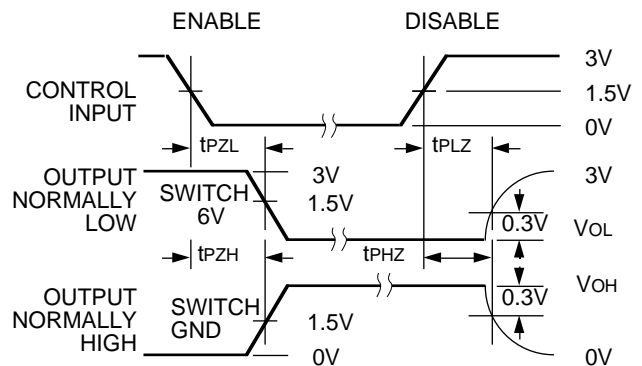 ENABLE DISABLE
3V
CONTROL INPUT
1.5V
0V
tPZL tPLZ
OUTPUT NORMALLY LOW
SWITCH 6V
3V
1.5V
3V
0.3V
VOL
tPZH tPHZ
OUTPUT NORMALLY HIGH
SWITCH GND
1.5V
0V
0.3V
VOH
0V